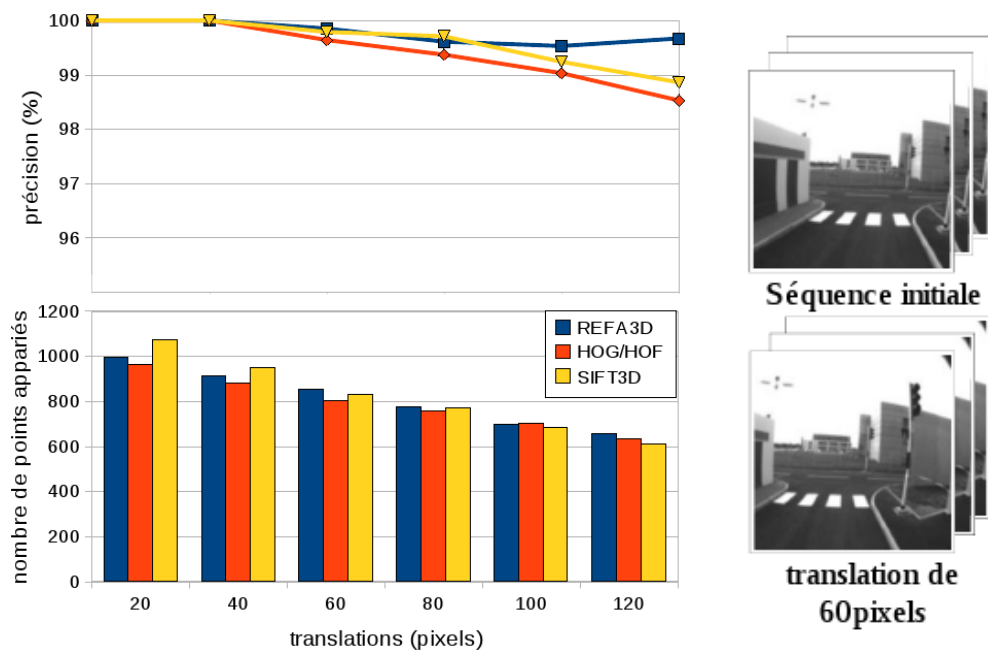 100
99
98
97
96
précision (%)
1200
1000
800
600
400
200
0
nombre de points appariés
REFA3D
HOG/HOF
SIFT3D
20 40 60 80 100 120
translations (pixels)
Séquence initiale
translation de
60pixels